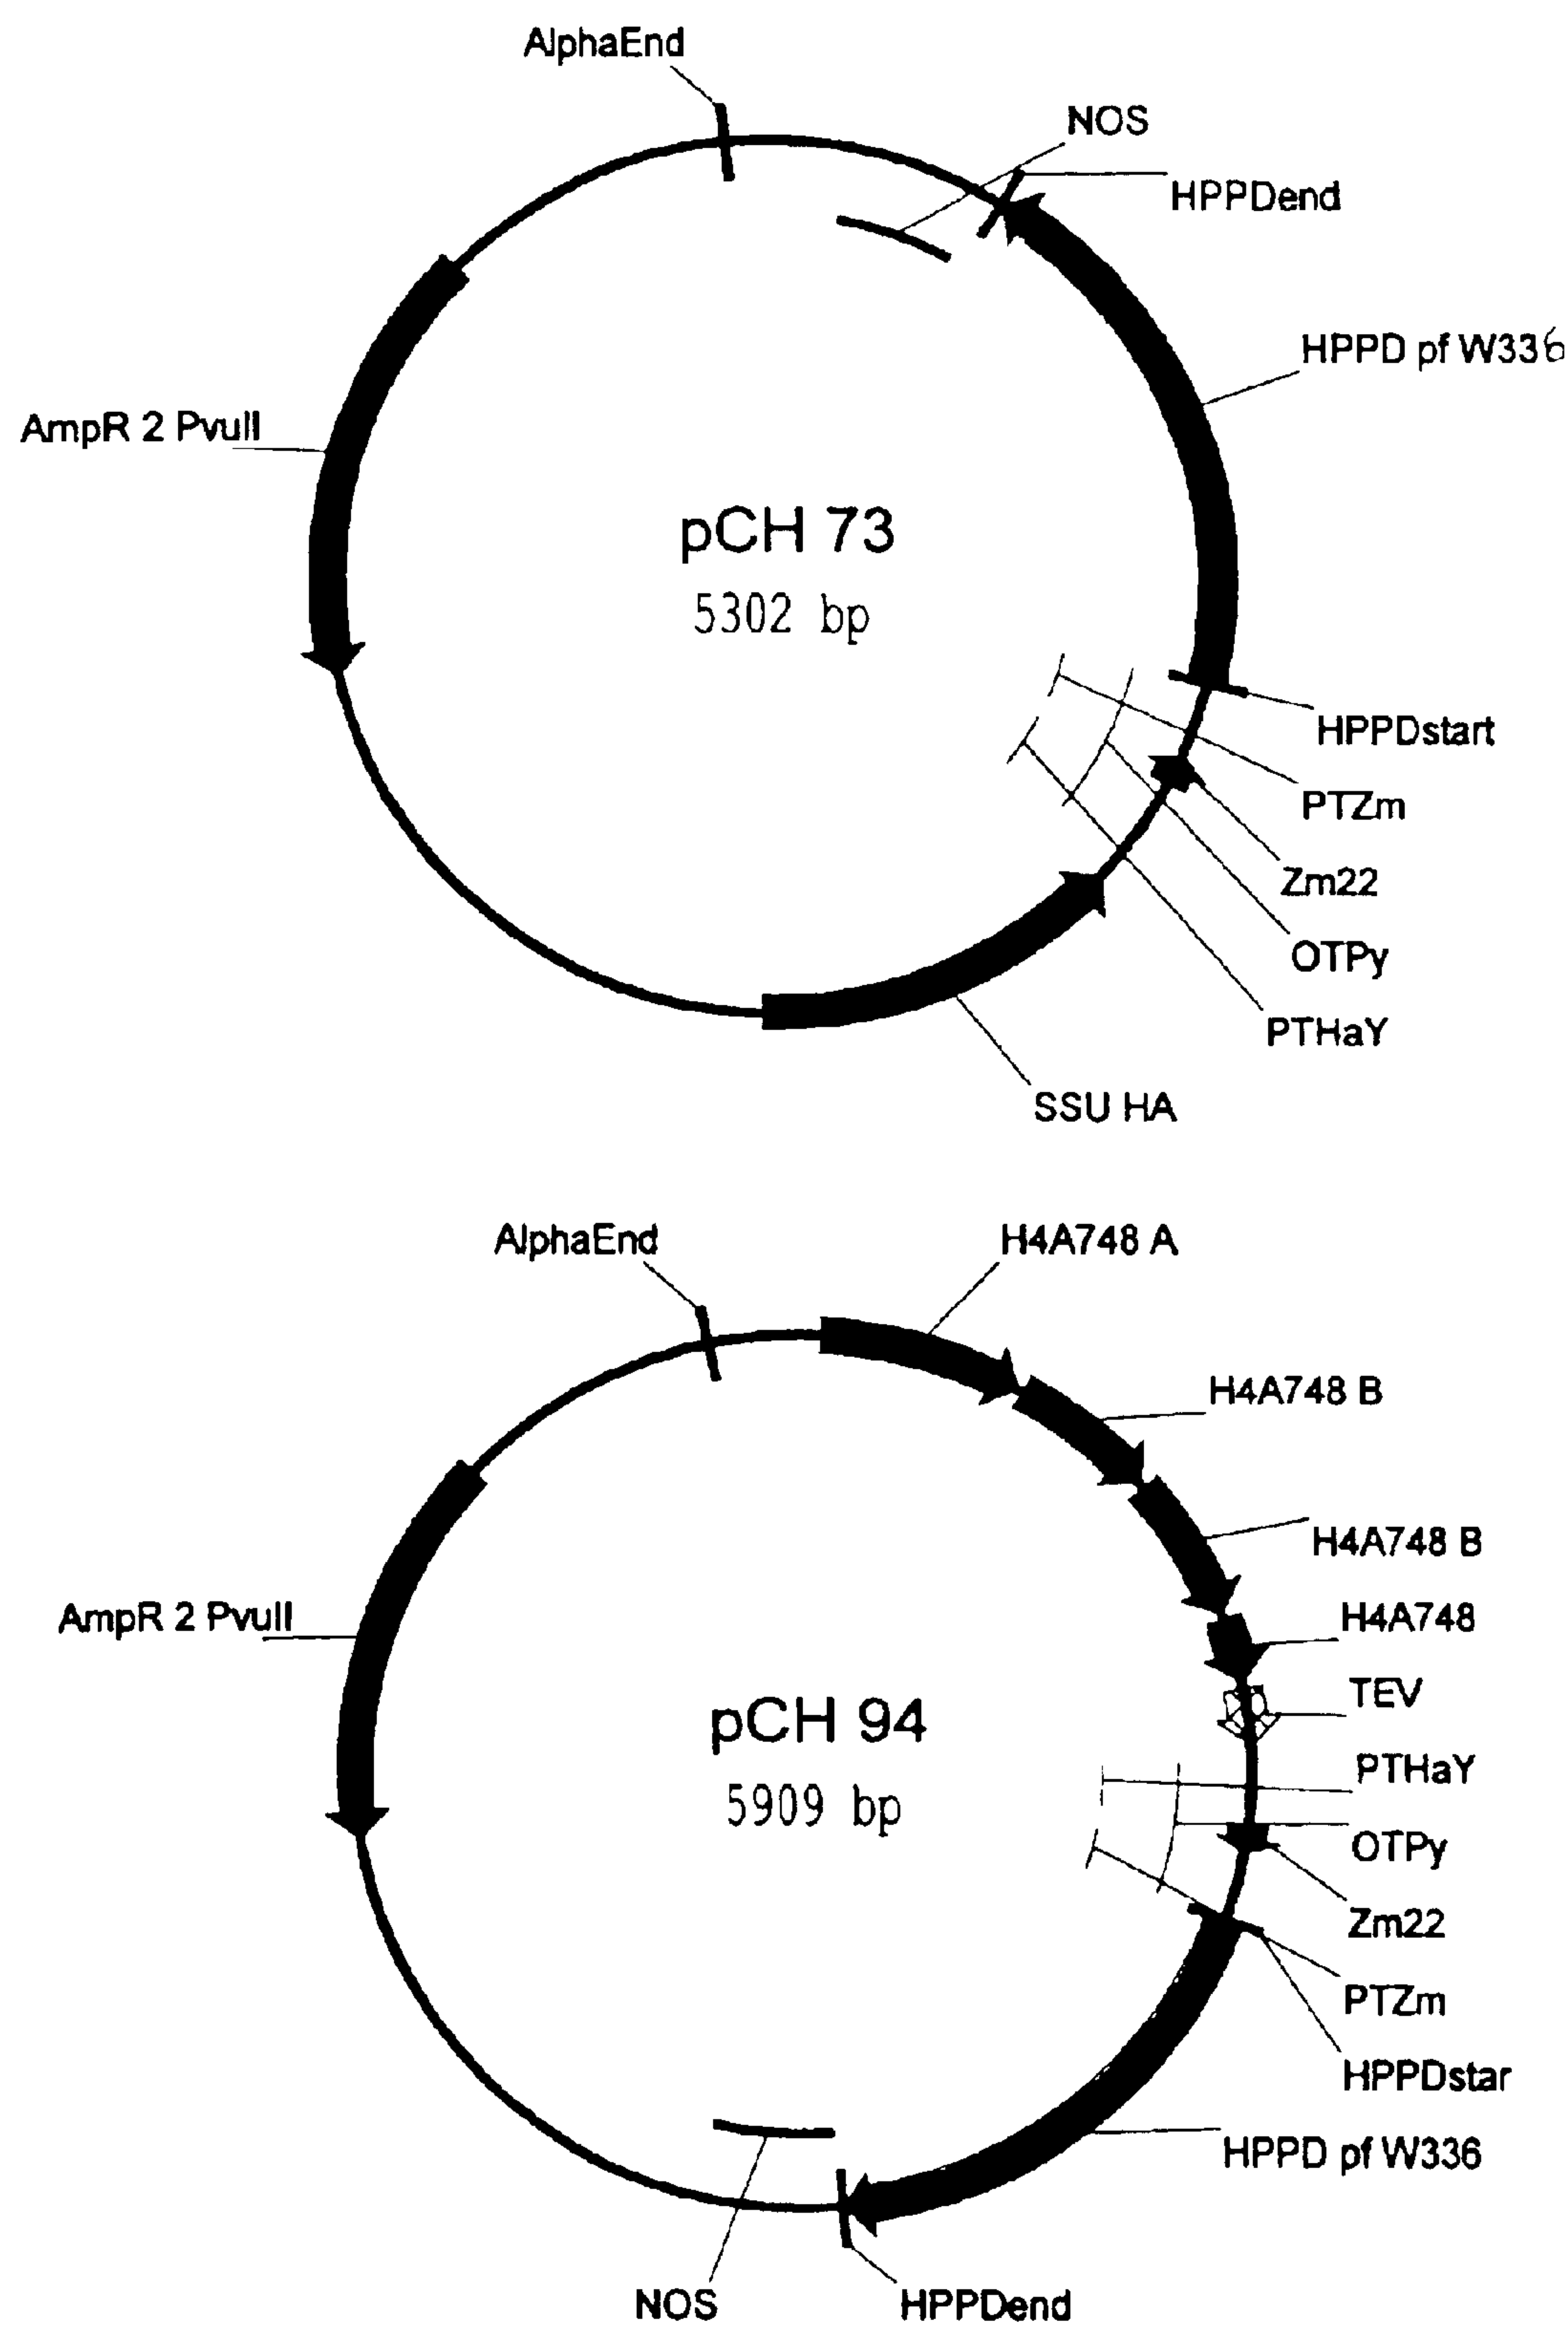 AlphaEnd
NOS
HPPDend
HPPD pf W336
AmpR 2 PvuII
pCH 73
5302 bp
HPPDstart
PTZm
Zm22
OTPy
PTHaY
SSU HA
AlphaEnd
H4A748 A
H4A748 B
H4A748 B
H4A748
AmpR 2 PvuII
TEV
pCH 94
PTHaY
5909 bp
OTPy
Zm22
PTZm
HPPDstar
HPPD pf W336
NOS
HPPDend